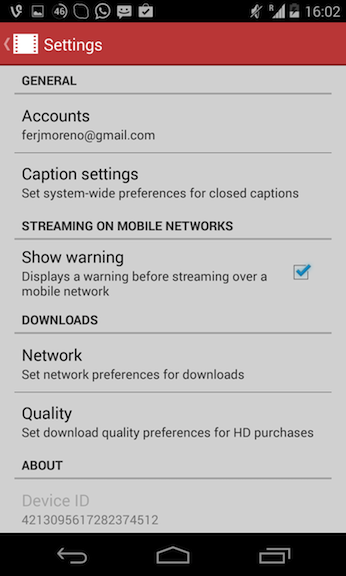 46 R 16:02
Settings
GENERAL
Accounts
ferjmoreno@gmail.com
Caption settings
Set system-wide preferences for closed captions
STREAMING ON MOBILE NETWORKS
Show warning
Displays a warning before streaming over a
mobile network
DOWNLOADS
Network
Set network preferences for downloads
Quality
Set download quality preferences for HD purchases
ABOUT
Device ID
4213095617282374512